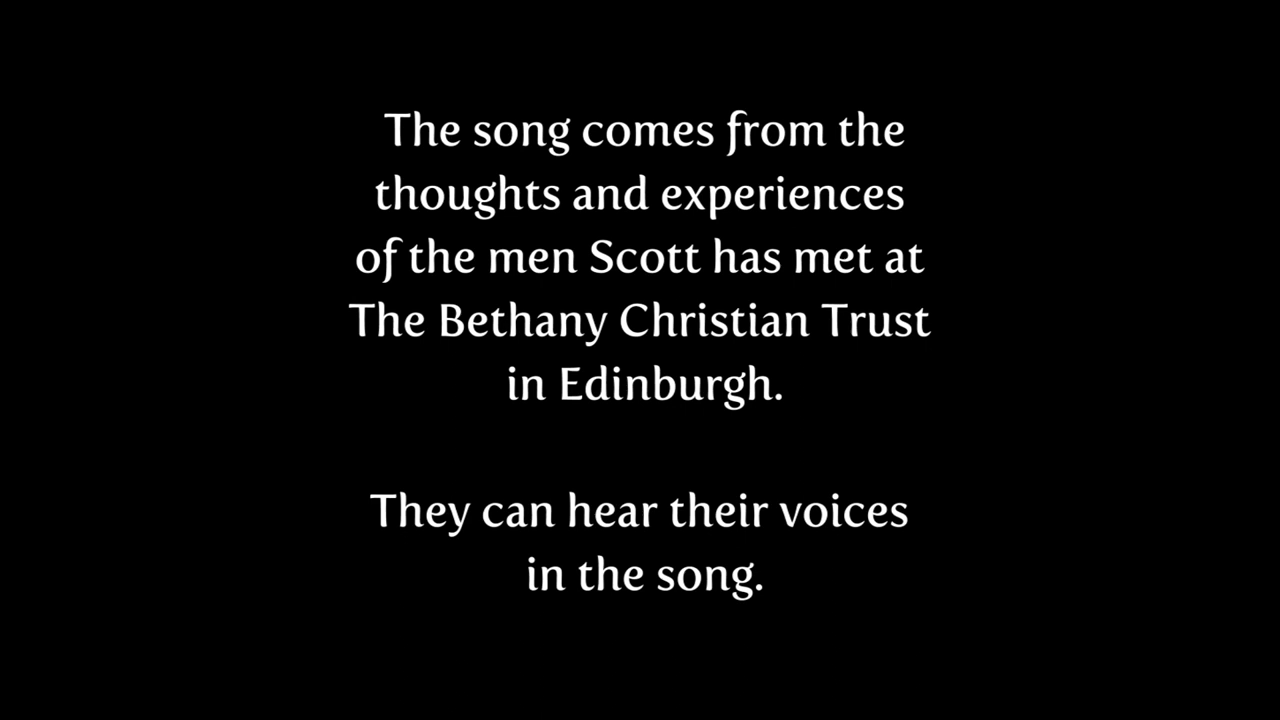 The song comes from the
thoughts and experiences
of the men Scott has met at
The Bethany Christian Trust
in Edinburgh.
They can hear their voices
in the song.